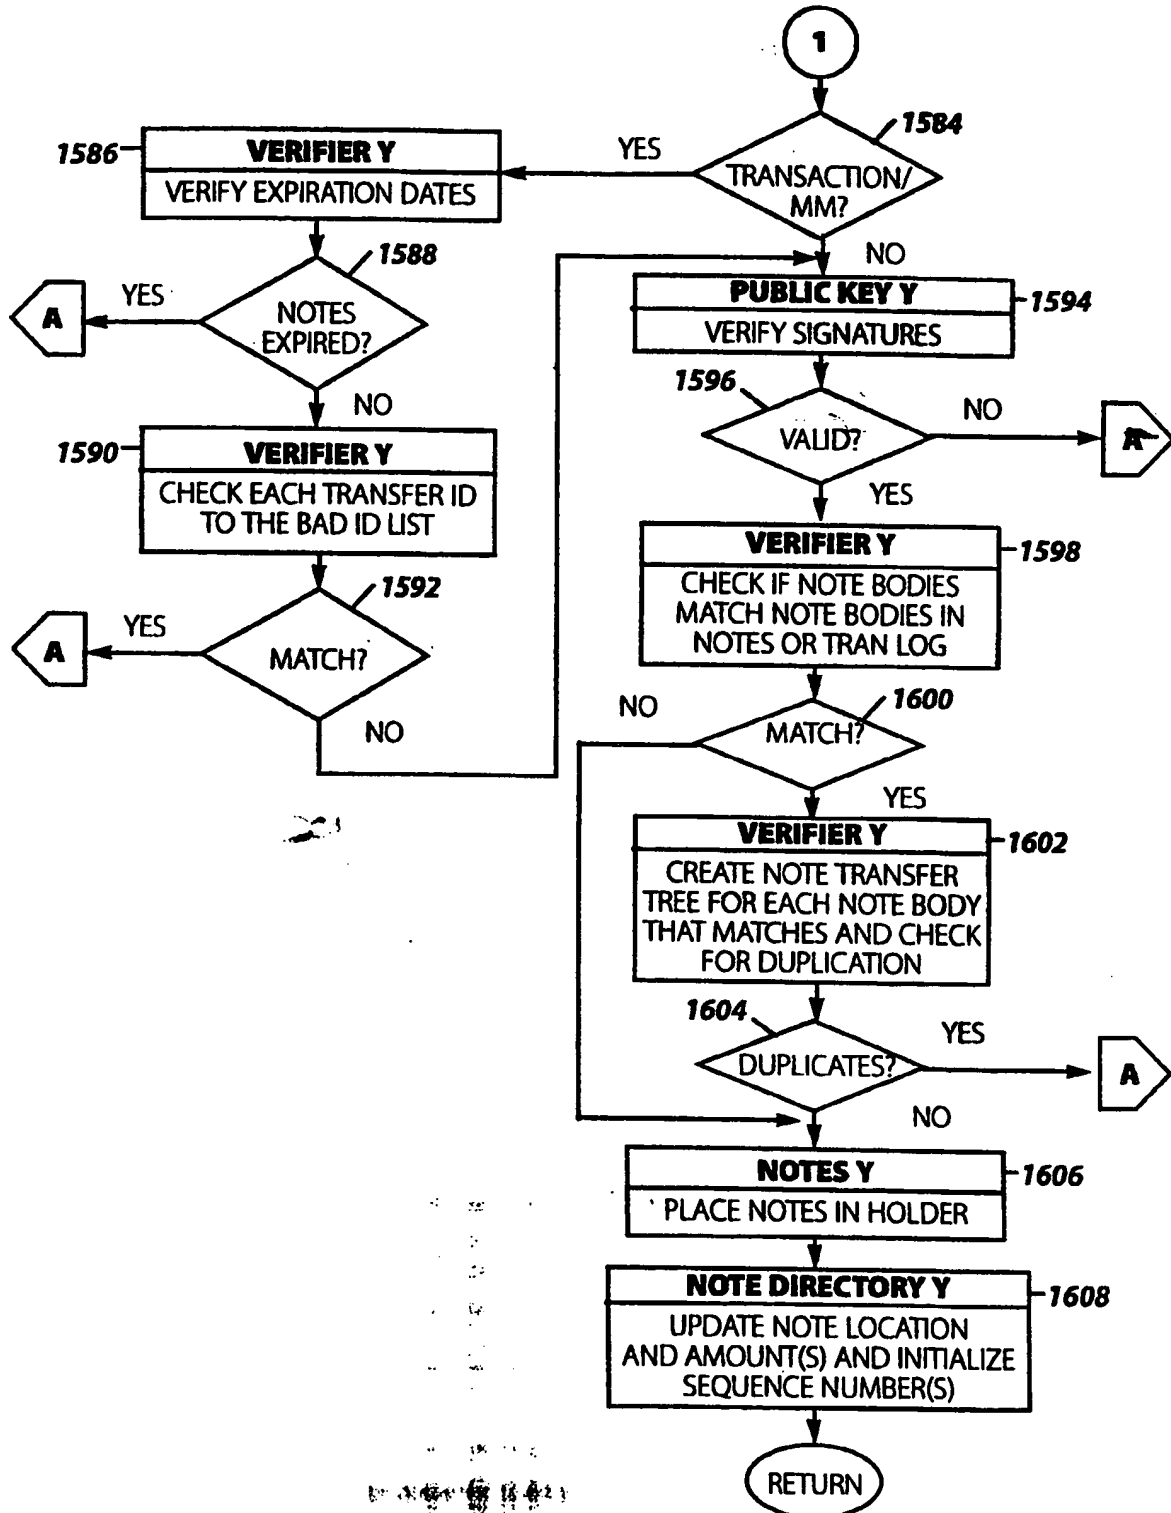 1
1584
TRANSACTION/
MM?
YES
NO
1586
VERIFIER Y
VERIFY EXPIRATION DATES
1588
NOTES
EXPIRED?
YES
A
NO
1590
VERIFIER Y
CHECK EACH TRANSFER ID
TO THE BAD ID LIST
1592
MATCH?
YES
A
NO
PUBLIC KEY Y
1594
VERIFY SIGNATURES
1596
VALID?
NO
A
YES
VERIFIER Y
1598
CHECK IF NOTE BODIES
MATCH NOTE BODIES IN
NOTES OR TRAN LOG
1600
MATCH?
NO
YES
VERIFIER Y
1602
CREATE NOTE TRANSFER
TREE FOR EACH NOTE BODY
THAT MATCHES AND CHECK
FOR DUPLICATION
1604
DUPLICATES?
YES
A
NO
NOTES Y
1606
PLACE NOTES IN HOLDER
NOTE DIRECTORY Y
1608
UPDATE NOTE LOCATION
AND AMOUNT(S) AND INITIALIZE
SEQUENCE NUMBER(S)
RETURN